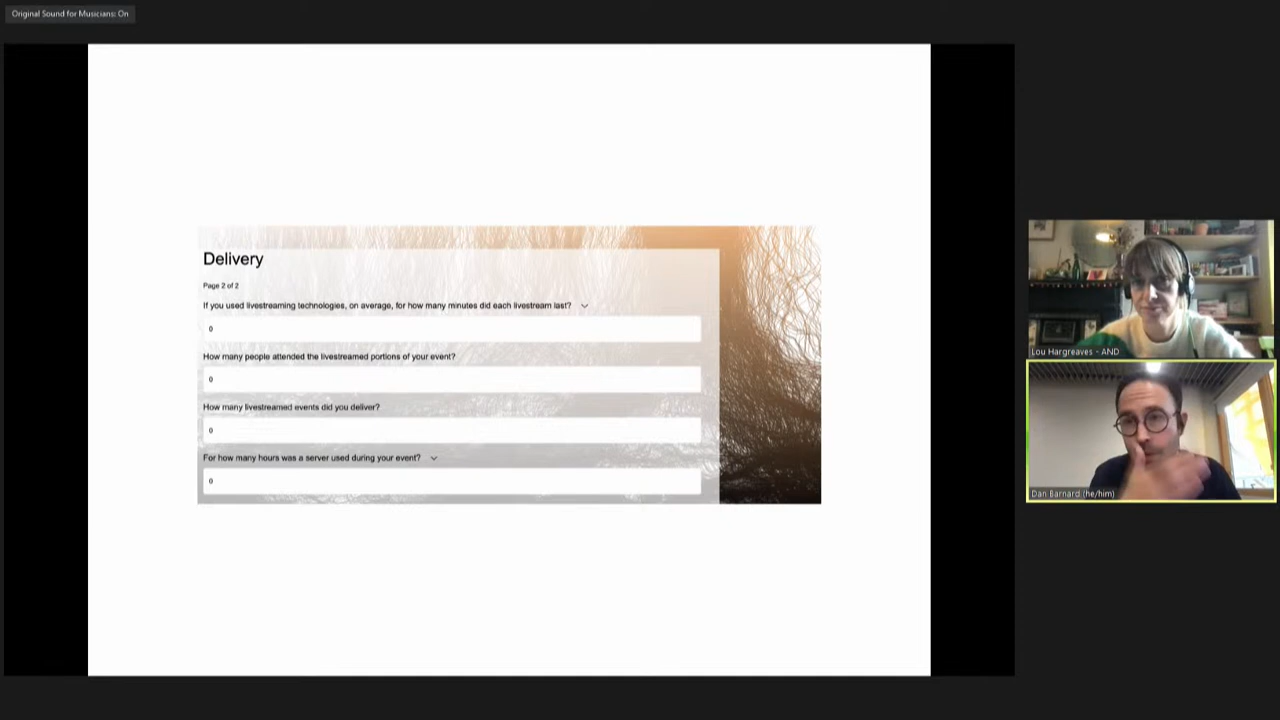 Original Sound for Musicians: On
Delivery
Page 2 of 2
If you used livestreaming technologies, on average, for how many minutes did each livestream last?
0
How many people attended the livestreamed portions of your event?
0
How many livestreamed events did you deliver?
0
For how many hours was a server used during your event?
0
Lou Hargreaves - AND
Dan Barnard (he/him)